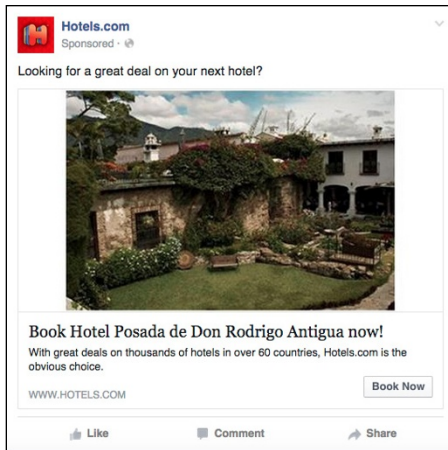 Hotels.com
Sponsored ·
Looking for a great deal on your next hotel?
Book Hotel Posada de Don Rodrigo Antigua now!
With great deals on thousands of hotels in over 60 countries, Hotels.com is the
obvious choice.
WWW.HOTELS.COM
Book Now
Like
Comment
Share